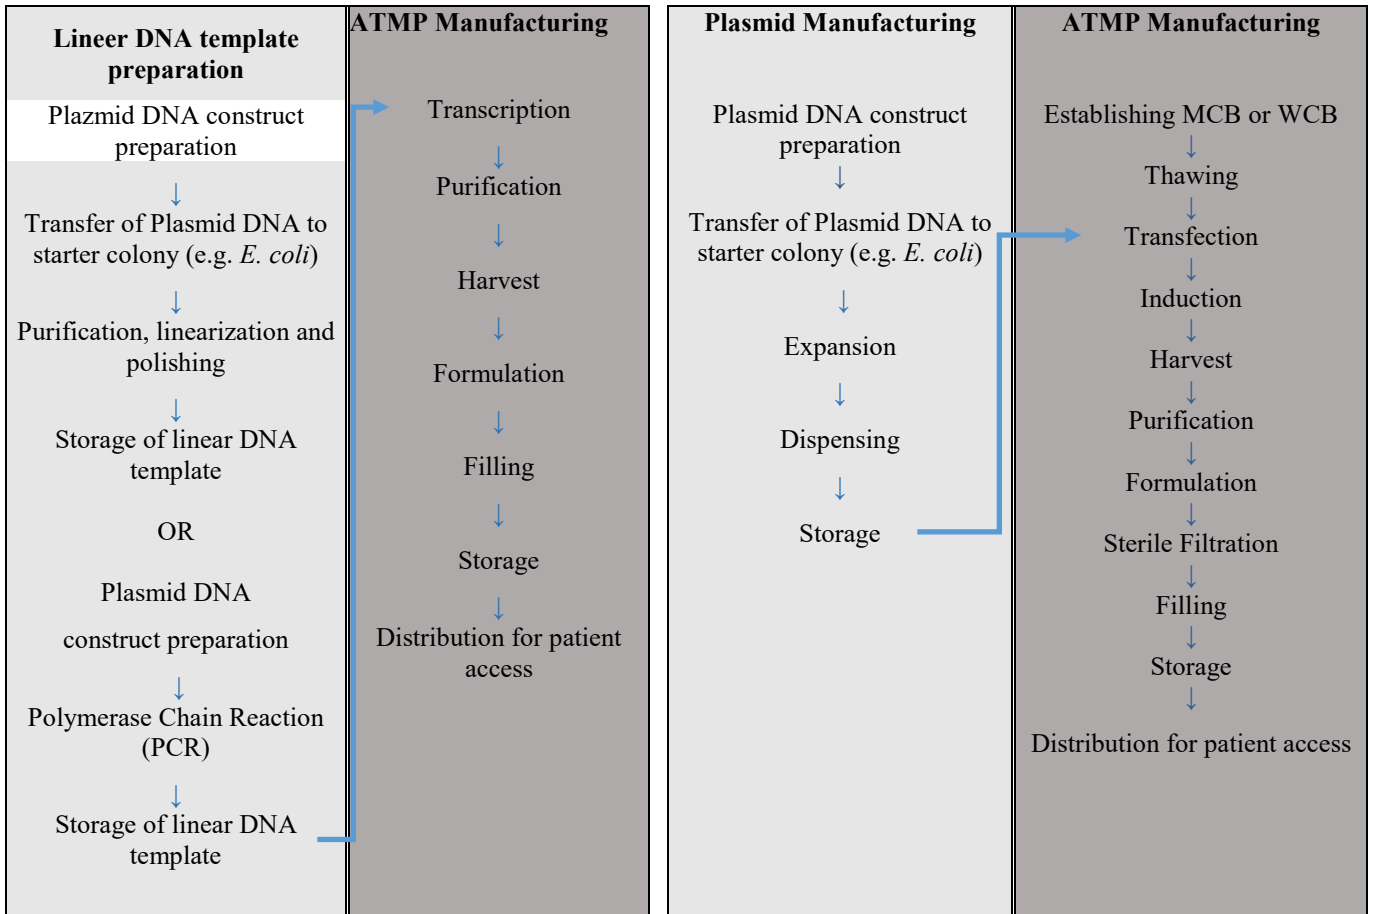 Lineer DNA template
preparation
Plazmid DNA construct
preparation
↓
Transfer of Plasmid DNA to
starter colony (e.g. E. coli)
↓
Purification, linearization and
polishing
↓
Storage of linear DNA
template
OR
Plasmid DNA
construct preparation
↓
Polymerase Chain Reaction
(PCR)
↓
Storage of linear DNA
template
ATMP Manufacturing
Transcription
↓
Purification
↓
Harvest
↓
Formulation
↓
Filling
↓
Storage
↓
Distribution for patient
access
Plasmid Manufacturing
Plasmid DNA construct
preparation
↓
Transfer of Plasmid DNA to
starter colony (e.g. E. coli)
↓
Expansion
↓
Dispensing
↓
Storage
ATMP Manufacturing
Establishing MCB or WCB
↓
Thawing
↓
Transfection
↓
Induction
↓
Harvest
↓
Purification
↓
Formulation
↓
Sterile Filtration
↓
Filling
↓
Storage
↓
Distribution for patient access